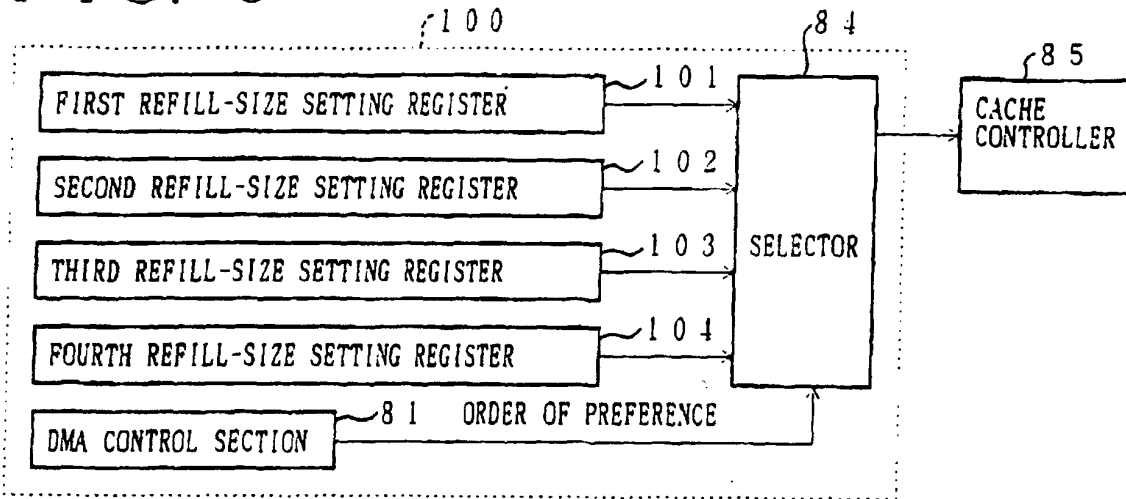 100
84
85
FIRST REFILL-SIZE SETTING REGISTER
101
CACHE
CONTROLLER
SECOND REFILL-SIZE SETTING REGISTER
102
THIRD REFILL-SIZE SETTING REGISTER
103
SELECTOR
FOURTH REFILL-SIZE SETTING REGISTER
104
DMA CONTROL SECTION
81
ORDER OF PREFERENCE